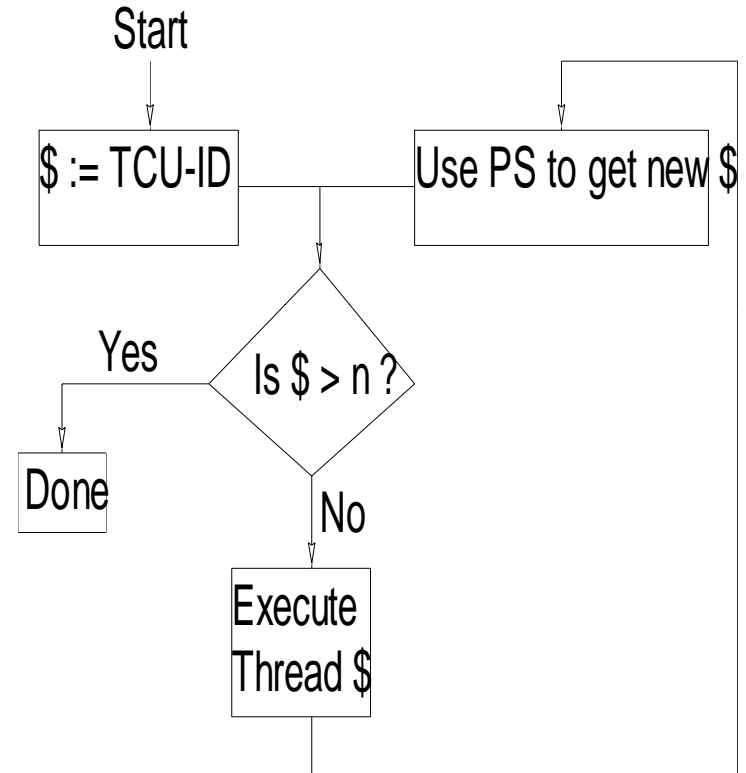 Start
$ := TCU-ID
Use PS to get new $
Is $ > n ?
Yes
Done
No
Execute
Thread $